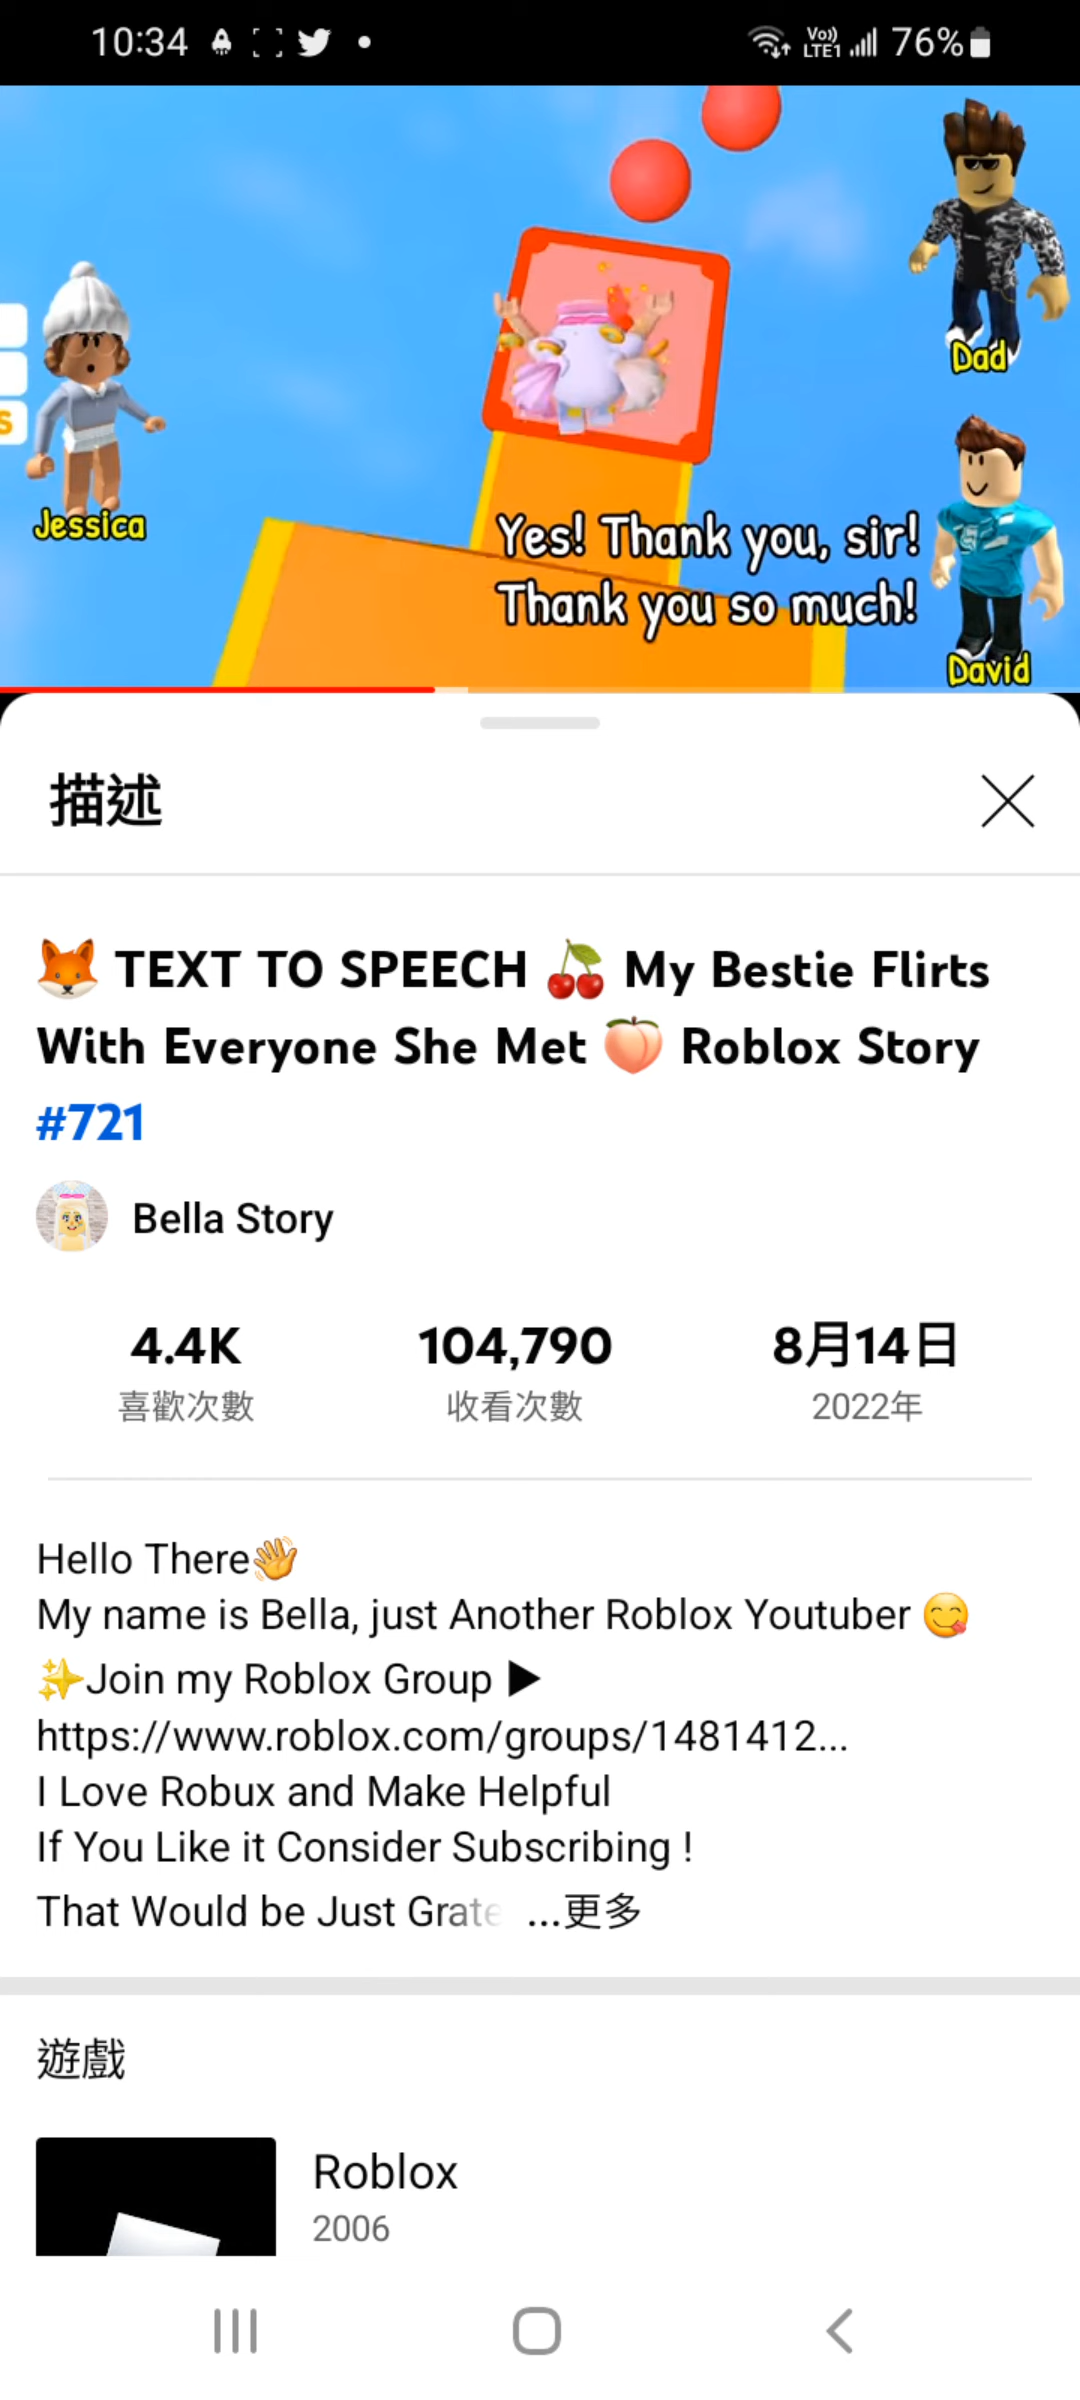 10:34
Vo))
LTE1
76%
S
Jessica
Dad
Yes! Thank you, sir!
Thank you so much!
David
描述
🦊 TEXT TO SPEECH 🍒 My Bestie Flirts
With Everyone She Met 🍑 Roblox Story
#721
Bella Story
4.4K 104,790 8月14日
喜歡次數 收看次數 2022年
Hello There👋
My name is Bella, just Another Roblox Youtuber 😋
✨Join my Roblox Group ▶
https://www.roblox.com/groups/1481412...
I Love Robux and Make Helpful
If You Like it Consider Subscribing !
That Would be Just Grate ...更多
遊戲
Roblox
2006